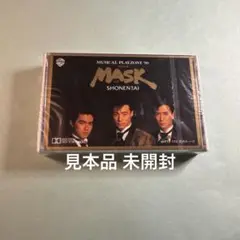 MUSICAL PLAYZONE '90
MASK
SHONENTAI
見本品 未開封